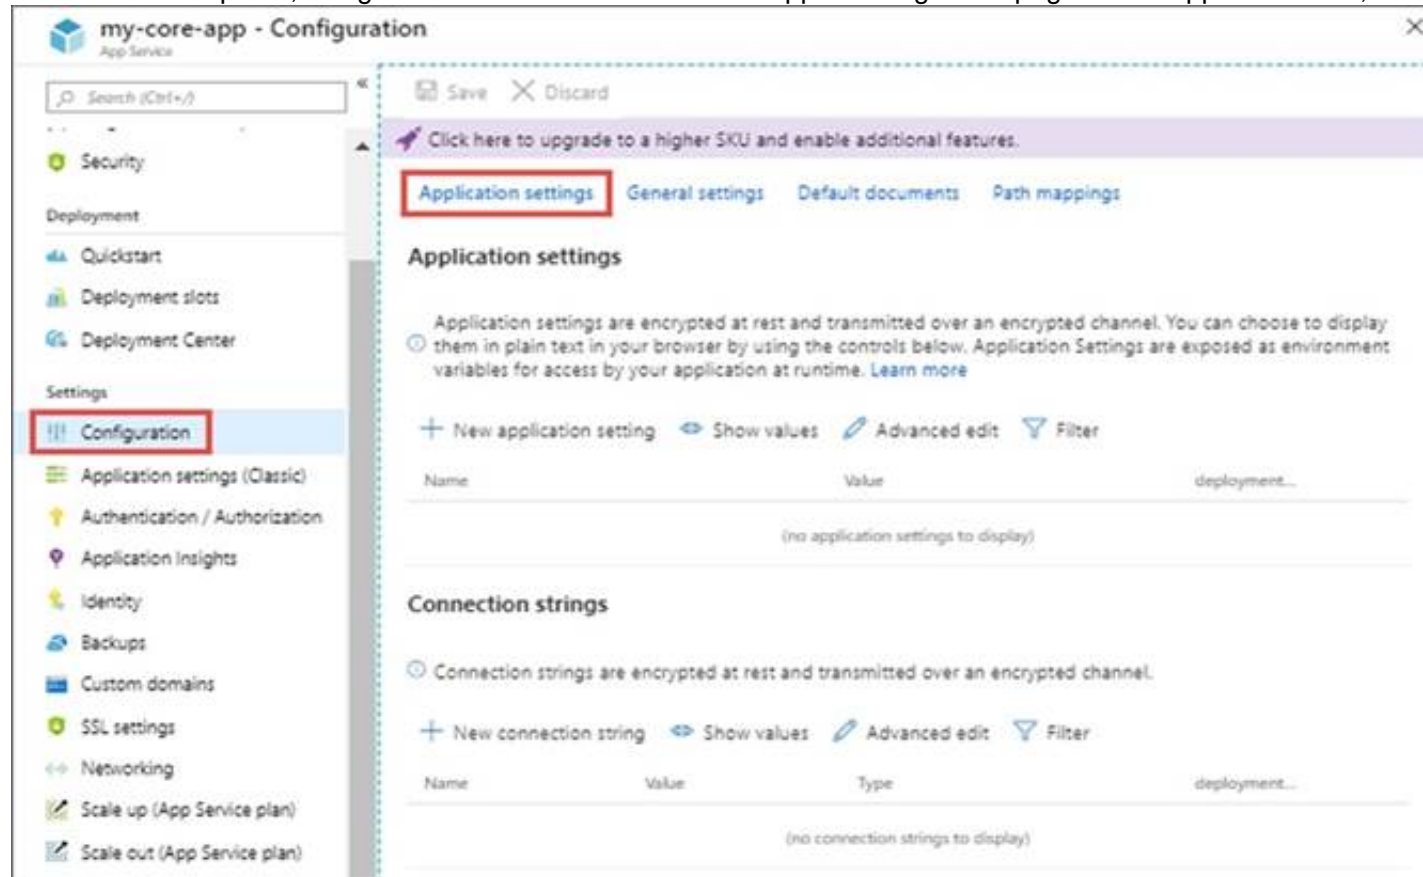 my-core-app - Configuration
App Service
Search (Ctrl+/)
Security
Deployment
Quickstart
Deployment slots
Deployment Center
Settings
Configuration
Application settings (Classic)
Authentication / Authorization
Application Insights
Identity
Backups
Custom domains
SSL settings
Networking
Scale up (App Service plan)
Scale out (App Service plan)
Save Discard
Click here to upgrade to a higher SKU and enable additional features.
Application settings General settings Default documents Path mappings
Application settings
Application settings are encrypted at rest and transmitted over an encrypted channel. You can choose to display
them in plain text in your browser by using the controls below. Application Settings are exposed as environment
variables for access by your application at runtime. Learn more
New application setting Show values Advanced edit Filter
Name Value deployment...
(no application settings to display)
Connection strings
Connection strings are encrypted at rest and transmitted over an encrypted channel.
New connection string Show values Advanced edit Filter
Name Value Type deployment...
(no connection strings to display)